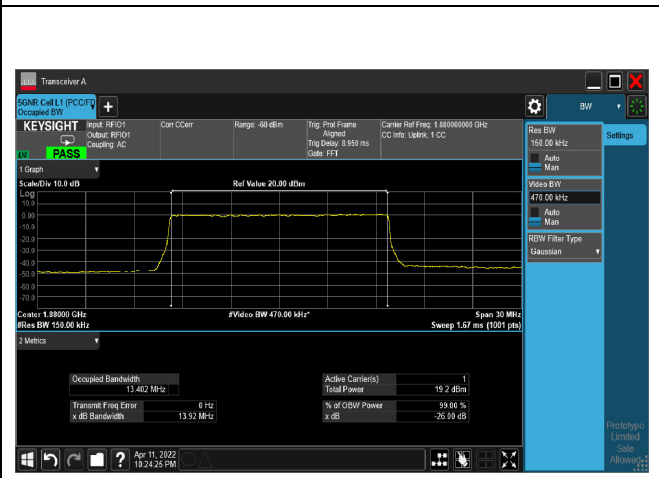 Transceiver A
5GNR Cell L1 (PCC/FD
Occupied BW
BW
KEYSIGHT
PASS
Input: RFIO1
Output: RFIO1
Coupling: AC
Corr CCorr
Range: -60 dBm
Trig: Prot Frame
Aligned
Trig Delay: 8.950 ms
Gate: FFT
Carrier Ref Freq: 1.880000000 GHz
CC Info: Uplink, 1 CC
Res BW
150.00 kHz
Auto
Man
Settings
Video BW
470.00 kHz
Auto
Man
RBW Filter Type
Gaussian
1 Graph
Scale/Div 10.0 dB
Ref Value 20.00 dBm
Log
10.0
0.00
-10.0
-20.0
-30.0
-40.0
-50.0
-60.0
-70.0
Center 1.88000 GHz
#Video BW 470.00 kHz*
Span 30 MHz
#Res BW 150.00 kHz
Sweep 1.67 ms (1001 pts)
2 Metrics
Occupied Bandwidth
13.402 MHz
Active Carrier(s) 1
Total Power 19.2 dBm
Transmit Freq Error 0 Hz
x dB Bandwidth 13.92 MHz
% of OBW Power 99.00 %
x dB -26.00 dB
Prototype
Limited
Sale
Allowed
Apr 11, 2022
10:24:25 PM